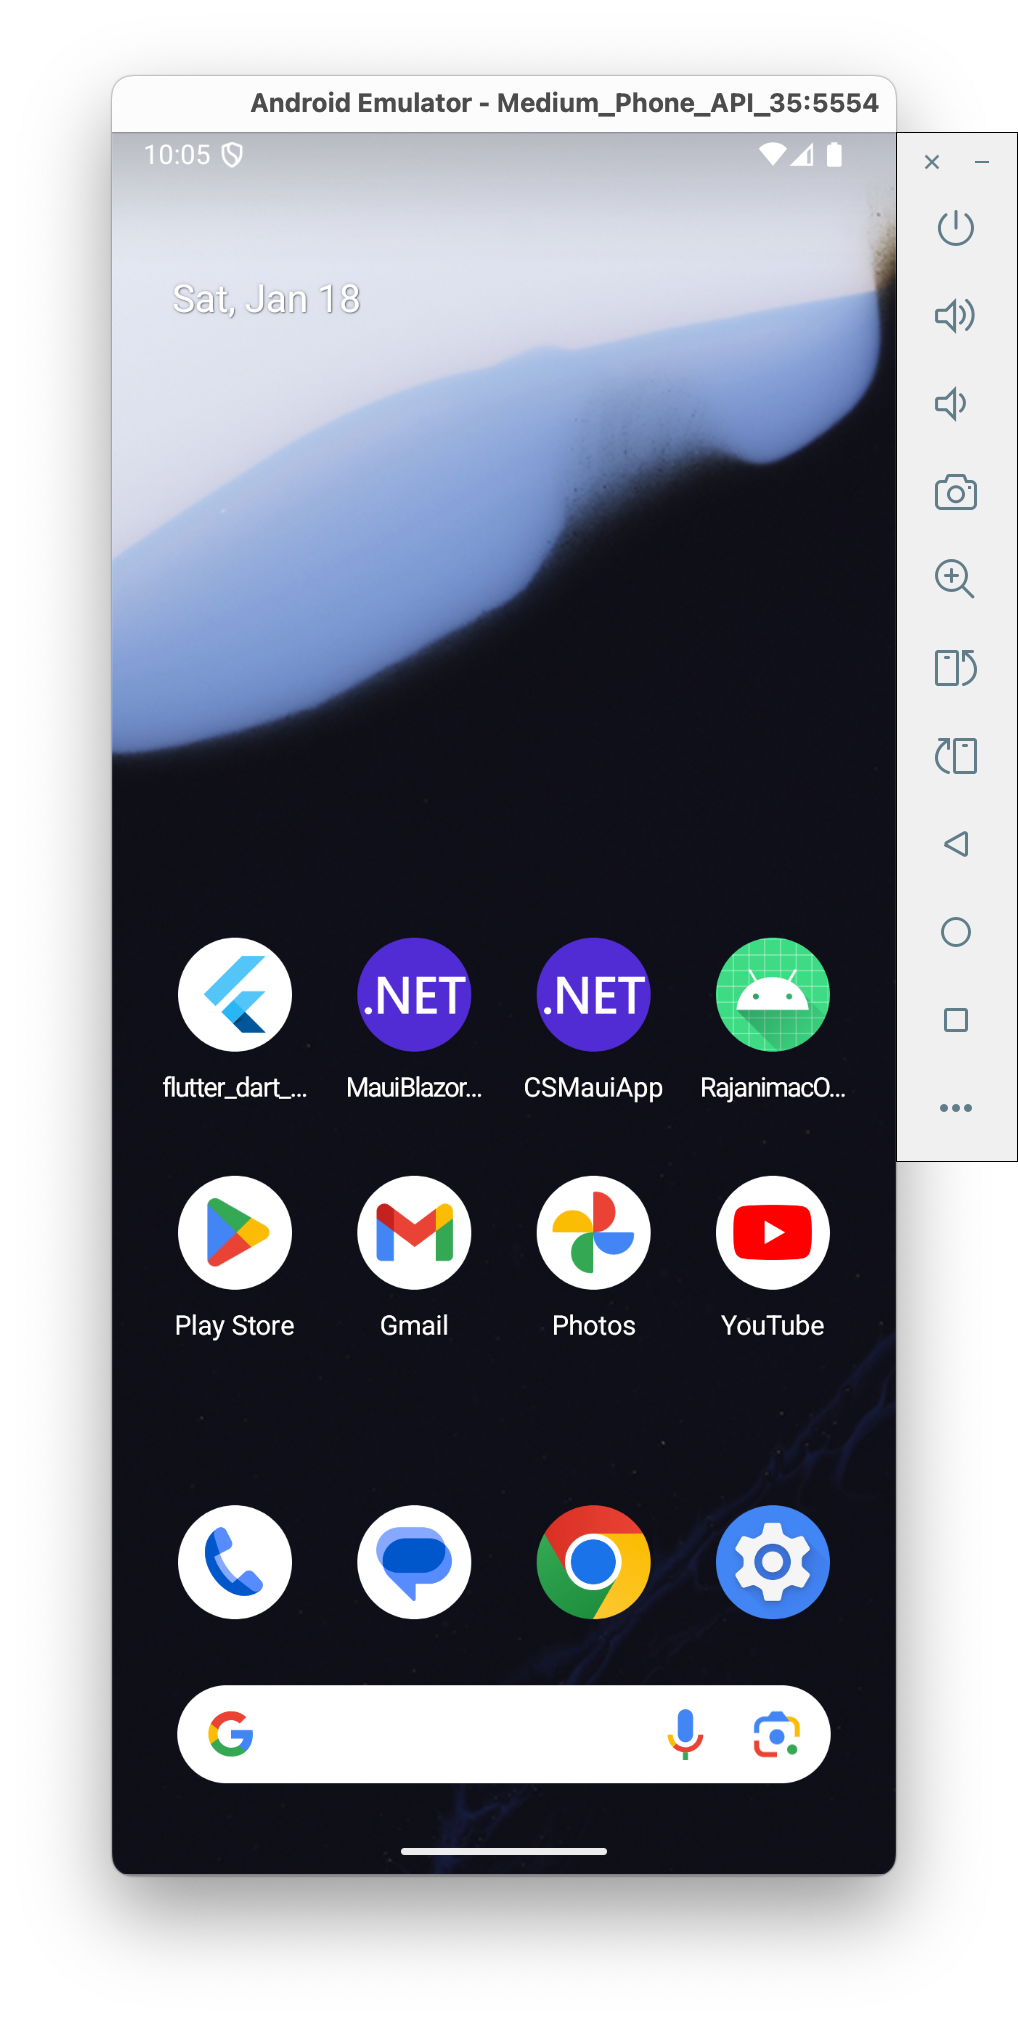 Android Emulator - Medium_Phone_API_35:5554
10:05
Sat, Jan 18
.NET .NET
flutter_dart_... MauiBlazor... CSMauiApp RajanimacO...
Play Store Gmail Photos YouTube